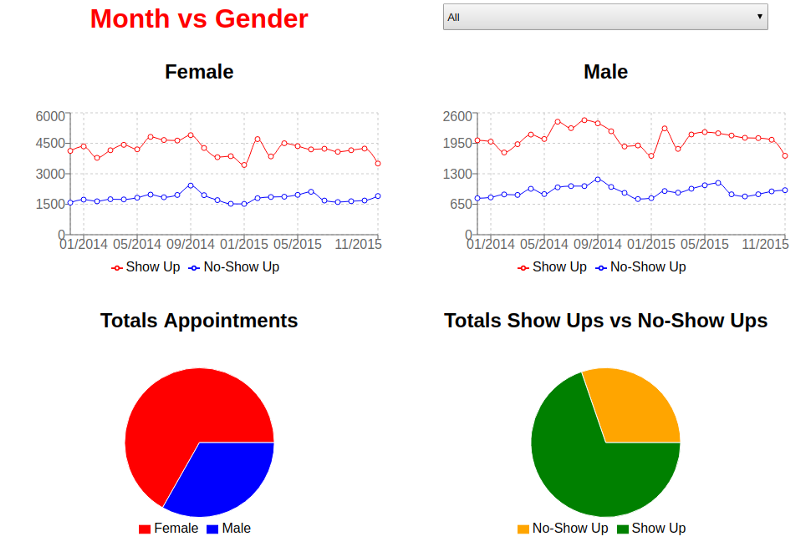 Month vs Gender
All
Female
6000
4500
3000
1500
0
01/2014 05/2014 09/2014 01/2015 05/2015 11/2015
Show Up No-Show Up
Male
2600
1950
1300
650
0
01/2014 05/2014 09/2014 01/2015 05/2015 11/2015
Show Up No-Show Up
Totals Appointments
Female Male
Totals Show Ups vs No-Show Ups
No-Show Up Show Up